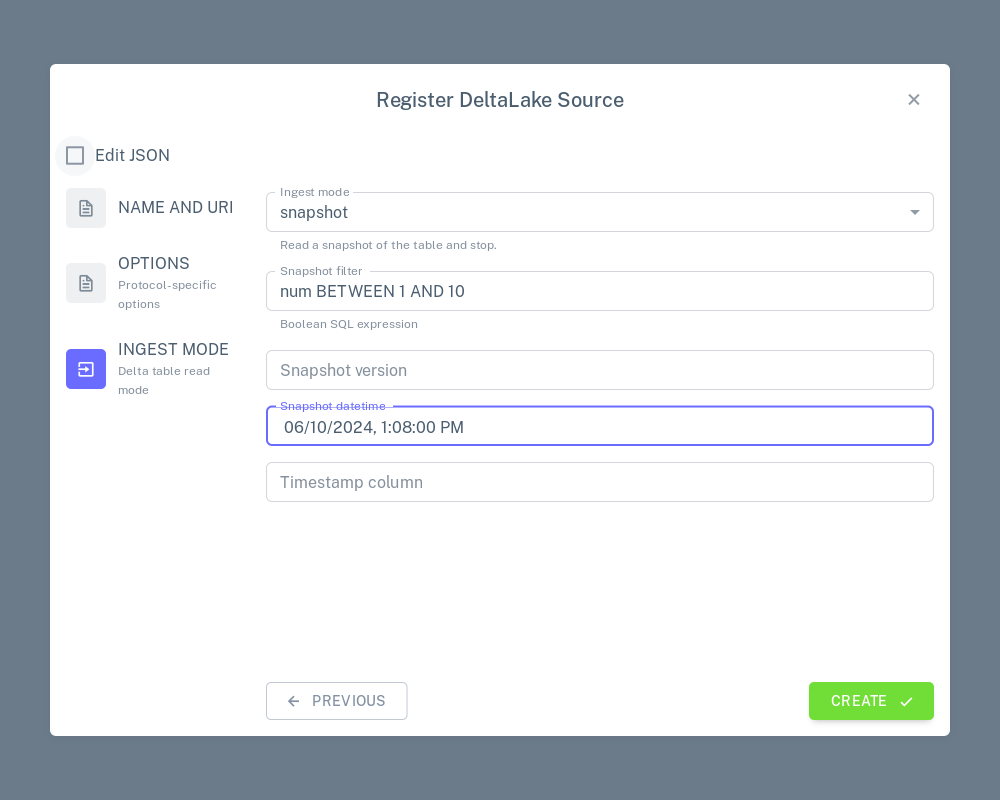 Register DeltaLake Source
Edit JSON
NAME AND URI
OPTIONS
Protocol-specific
options
INGEST MODE
Delta table read
mode
Ingest mode
snapshot
Read a snapshot of the table and stop.
Snapshot filter
num BETWEEN 1 AND 10
Boolean SQL expression
Snapshot version
Snapshot datetime
06/10/2024, 1:08:00 PM
Timestamp column
PREVIOUS
CREATE